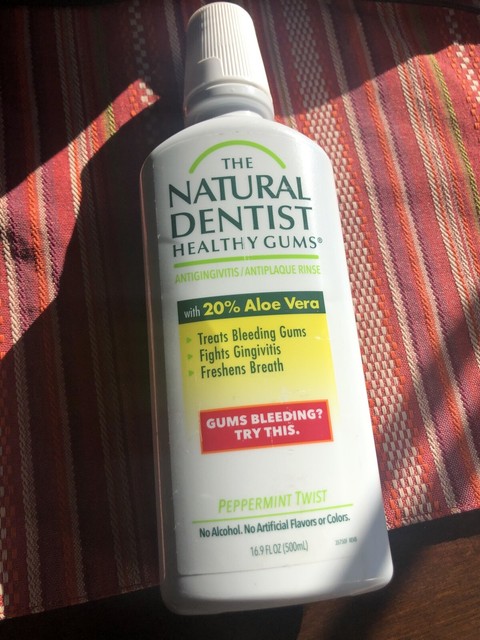 THE
NATURAL
DENTIST
HEALTHY GUMS®
ANTIGINGIVITIS/ANTIPLAQUE RINSE
with 20% Aloe Vera
Treats Bleeding Gums
Fights Gingivitis
Freshens Breath
GUMS BLEEDING?
TRY THIS.
PEPPERMINT TWIST
No Alcohol. No Artificial Flavors or Colors.
16.9 FL OZ (500mL)